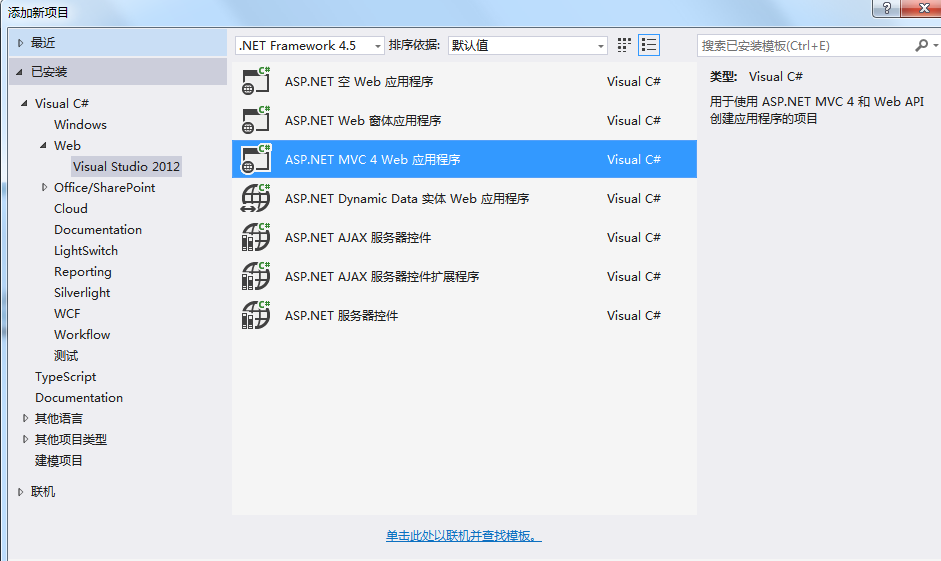 添加新项目
?
最近
已安装
Visual C#
Windows
Web
Visual Studio 2012
Office/SharePoint
Cloud
Documentation
LightSwitch
Reporting
Silverlight
WCF
Workflow
测试
TypeScript
Documentation
其他语言
其他项目类型
建模项目
联机
.NET Framework 4.5 排序依据: 默认值
C# ASP.NET 空 Web 应用程序 Visual C#
C# ASP.NET Web 窗体应用程序 Visual C#
C# ASP.NET MVC 4 Web 应用程序 Visual C#
C# ASP.NET Dynamic Data 实体 Web 应用程序 Visual C#
C# ASP.NET AJAX 服务器控件 Visual C#
C# ASP.NET AJAX 服务器控件扩展程序 Visual C#
C# ASP.NET 服务器控件 Visual C#
单击此处以联机并查找模板。
搜索已安装模板(Ctrl+E)
类型: Visual C#
用于使用 ASP.NET MVC 4 和 Web API
创建应用程序的项目